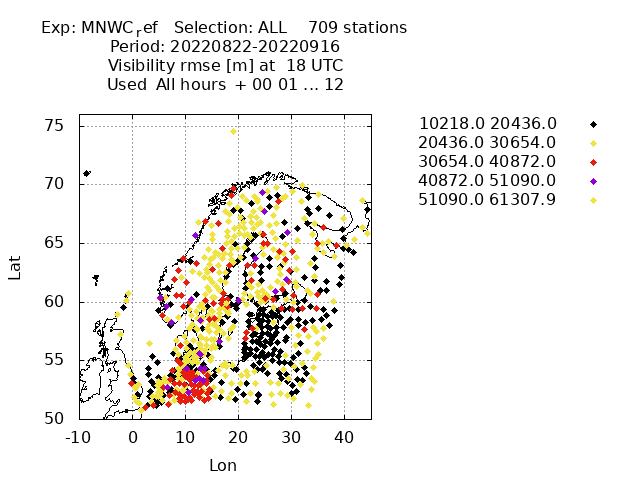 Exp: MNWC_ref   Selection: ALL    709 stations
Period: 20220822-20220916
Visibility rmse [m] at  18 UTC
Used  All hours  + 00 01 ... 12
10218.0 20436.0
20436.0 30654.0
30654.0 40872.0
40872.0 51090.0
51090.0 61307.9
75
70
65
60
55
50
Lat
-10 0 10 20 30 40
Lon